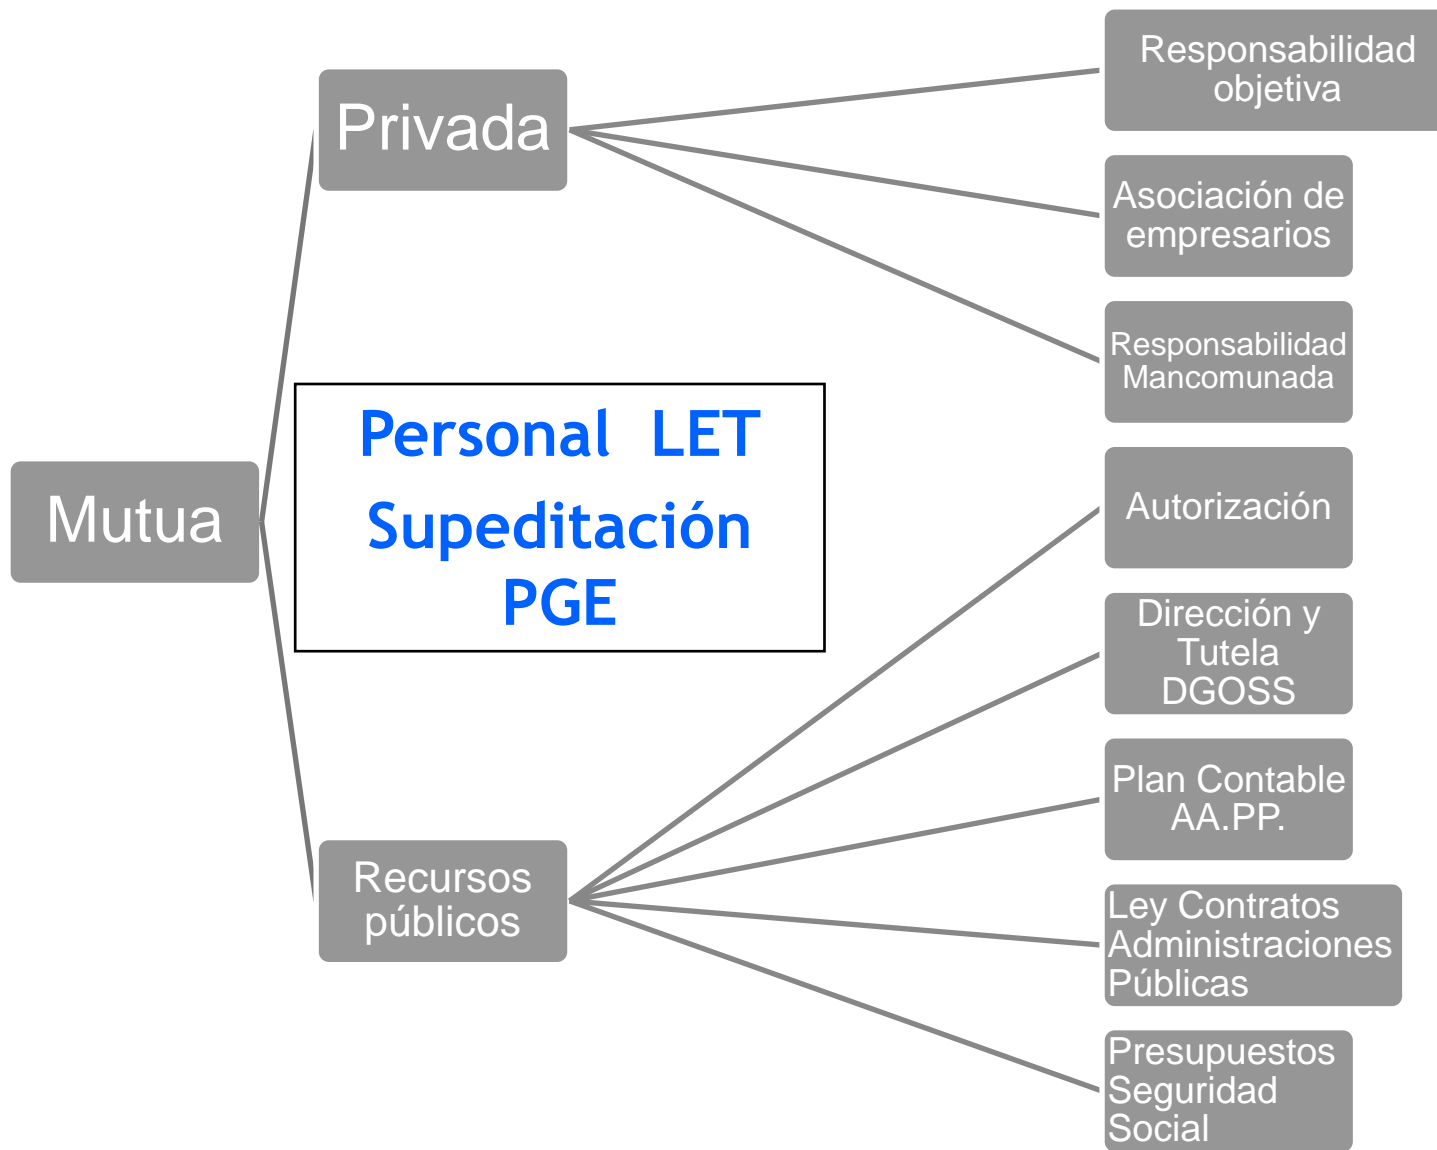 Mutua
Privada
Responsabilidad
objetiva
Asociación de
empresarios
Responsabilidad
Mancomunada
Personal LET
Supeditación
PGE
Recursos
públicos
Autorización
Dirección y
Tutela
DGOSS
Plan Contable
AA.PP.
Ley Contratos
Administraciones
Públicas
Presupuestos
Seguridad
Social